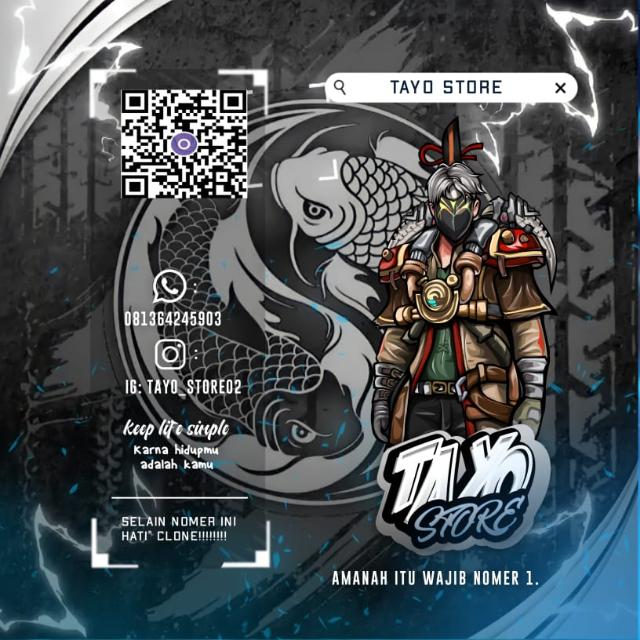 TAYO STORE
081364245903
IG: TAYO_STORE02
Keep life simple
Karna hidupmu
adalah kamu
SELAIN NOMER INI
HATI" CLONE!!!!!!!!
TAYO
STORE
AMANAH ITU WAJIB NOMER 1.